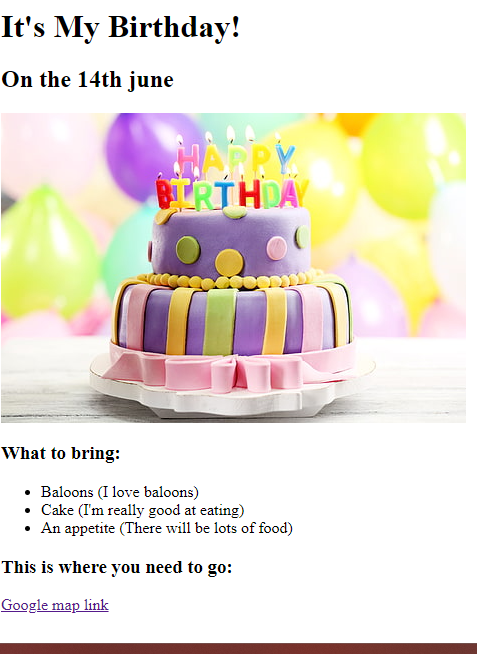 It's My Birthday!
On the 14th june
HAPPY
BIRTHDAY
What to bring:
Baloons (I love baloons)
Cake (I'm really good at eating)
An appetite (There will be lots of food)
This is where you need to go:
Google map link